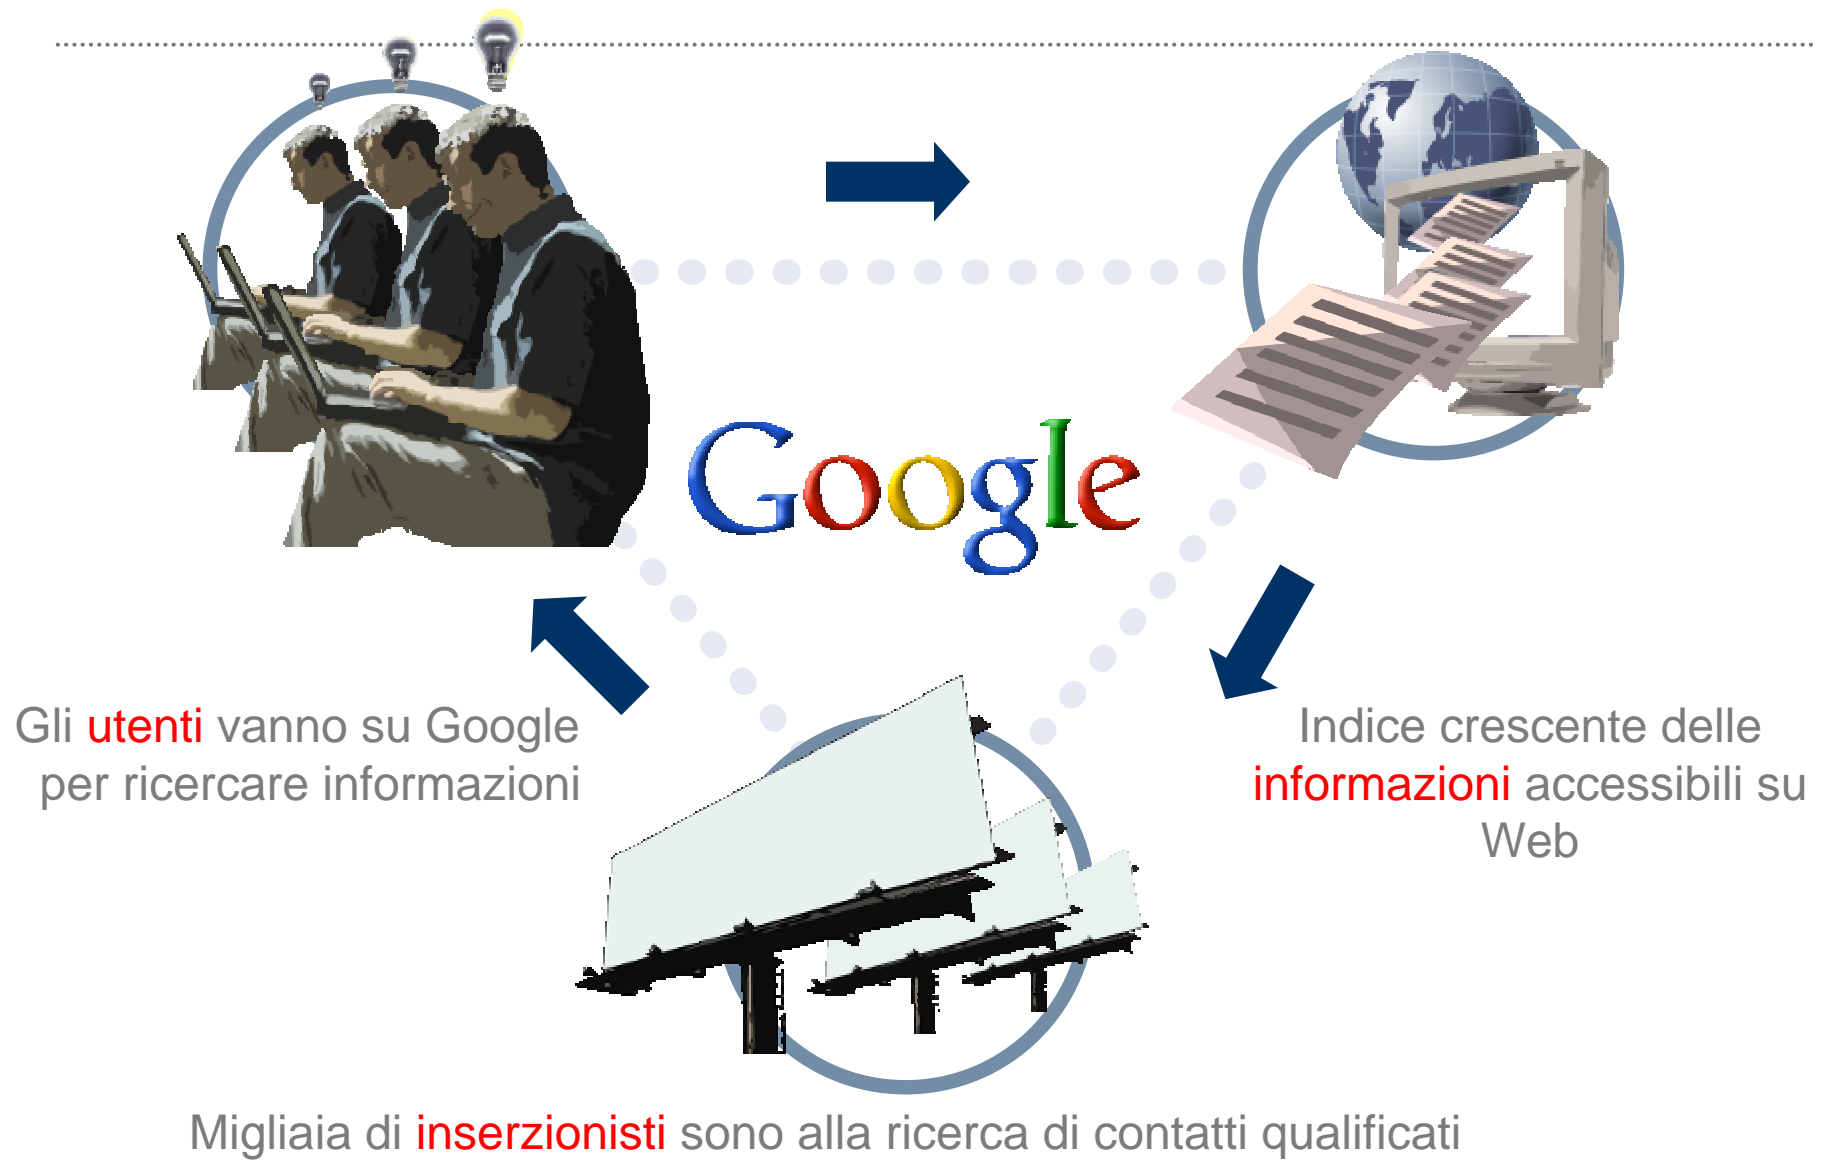 Google
Gli utenti vanno su Google
per ricercare informazioni
Indice crescente delle
informazioni accessibili su
Web
Migliaia di inserzionisti sono alla ricerca di contatti qualificati